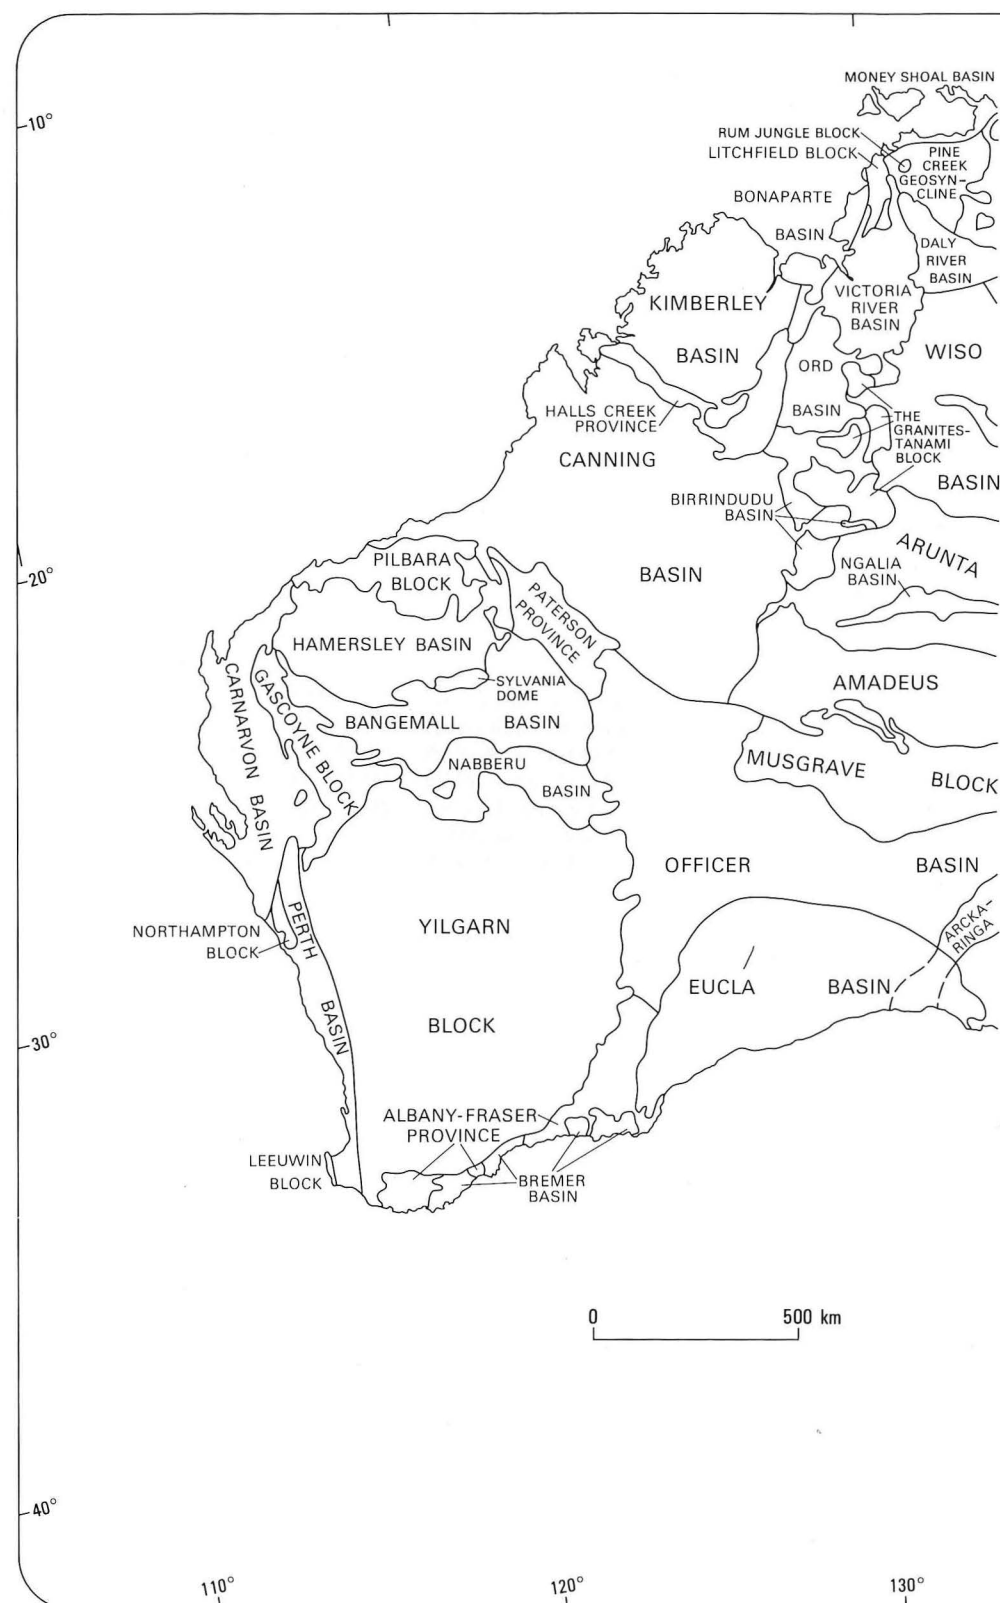 MONEY SHOAL BASIN
10°
RUM JUNGLE BLOCK
LITCHFIELD BLOCK
PINE
CREEK
GEOSYN–
CLINE
BONAPARTE
BASIN
DALY
RIVER
BASIN
KIMBERLEY
BASIN
VICTORIA
RIVER
BASIN
WISO
BASIN
ORD
BASIN
HALLS CREEK
PROVINCE
THE
GRANITES-
TANAMI
BLOCK
CANNING
BASIN
BIRRINDUDU
BASIN
ARUNTA
NGALIA
BASIN
20°
PILBARA
BLOCK
PATERSON
PROVINCE
HAMERSLEY BASIN
SYLVANIA
DOME
CARNARVON BASIN
GASCOYNE BLOCK
BANGEMALL BASIN
AMADEUS
NABBERU
BASIN
MUSGRAVE BLOCK
OFFICER BASIN
YILGARN
BLOCK
ARCKA–
RINGA
NORTHAMPTON
BLOCK
PERTH
BASIN
EUCLA BASIN
30°
ALBANY-FRASER
PROVINCE
LEEUWIN
BLOCK
BREMER
BASIN
0 500 km
40°
110° 120° 130°